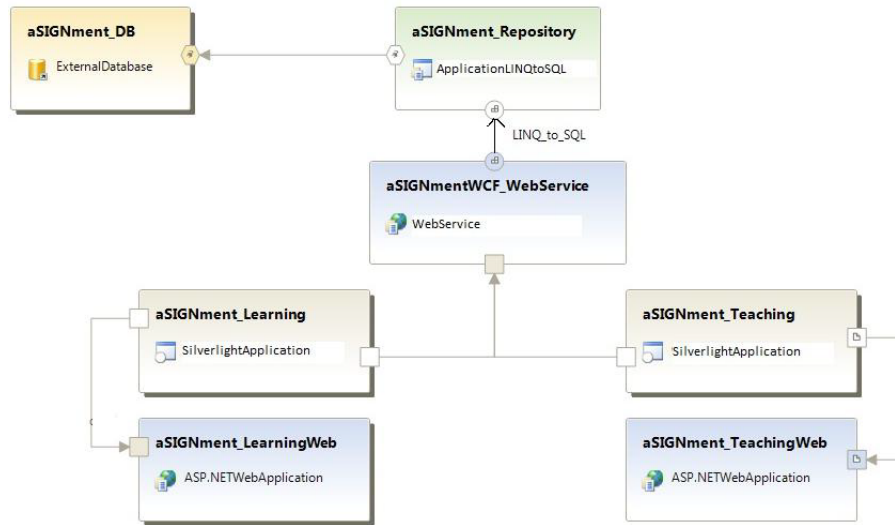 aSIGNment_DB
ExternalDatabase
aSIGNment_Repository
ApplicationLINQtoSQL
LINQ_to_SQL
aSIGNmentWCF_WebService
WebService
aSIGNment_Learning
SilverlightApplication
aSIGNment_Teaching
SilverlightApplication
aSIGNment_LearningWeb
ASP.NETWebApplication
aSIGNment_TeachingWeb
ASP.NETWebApplication